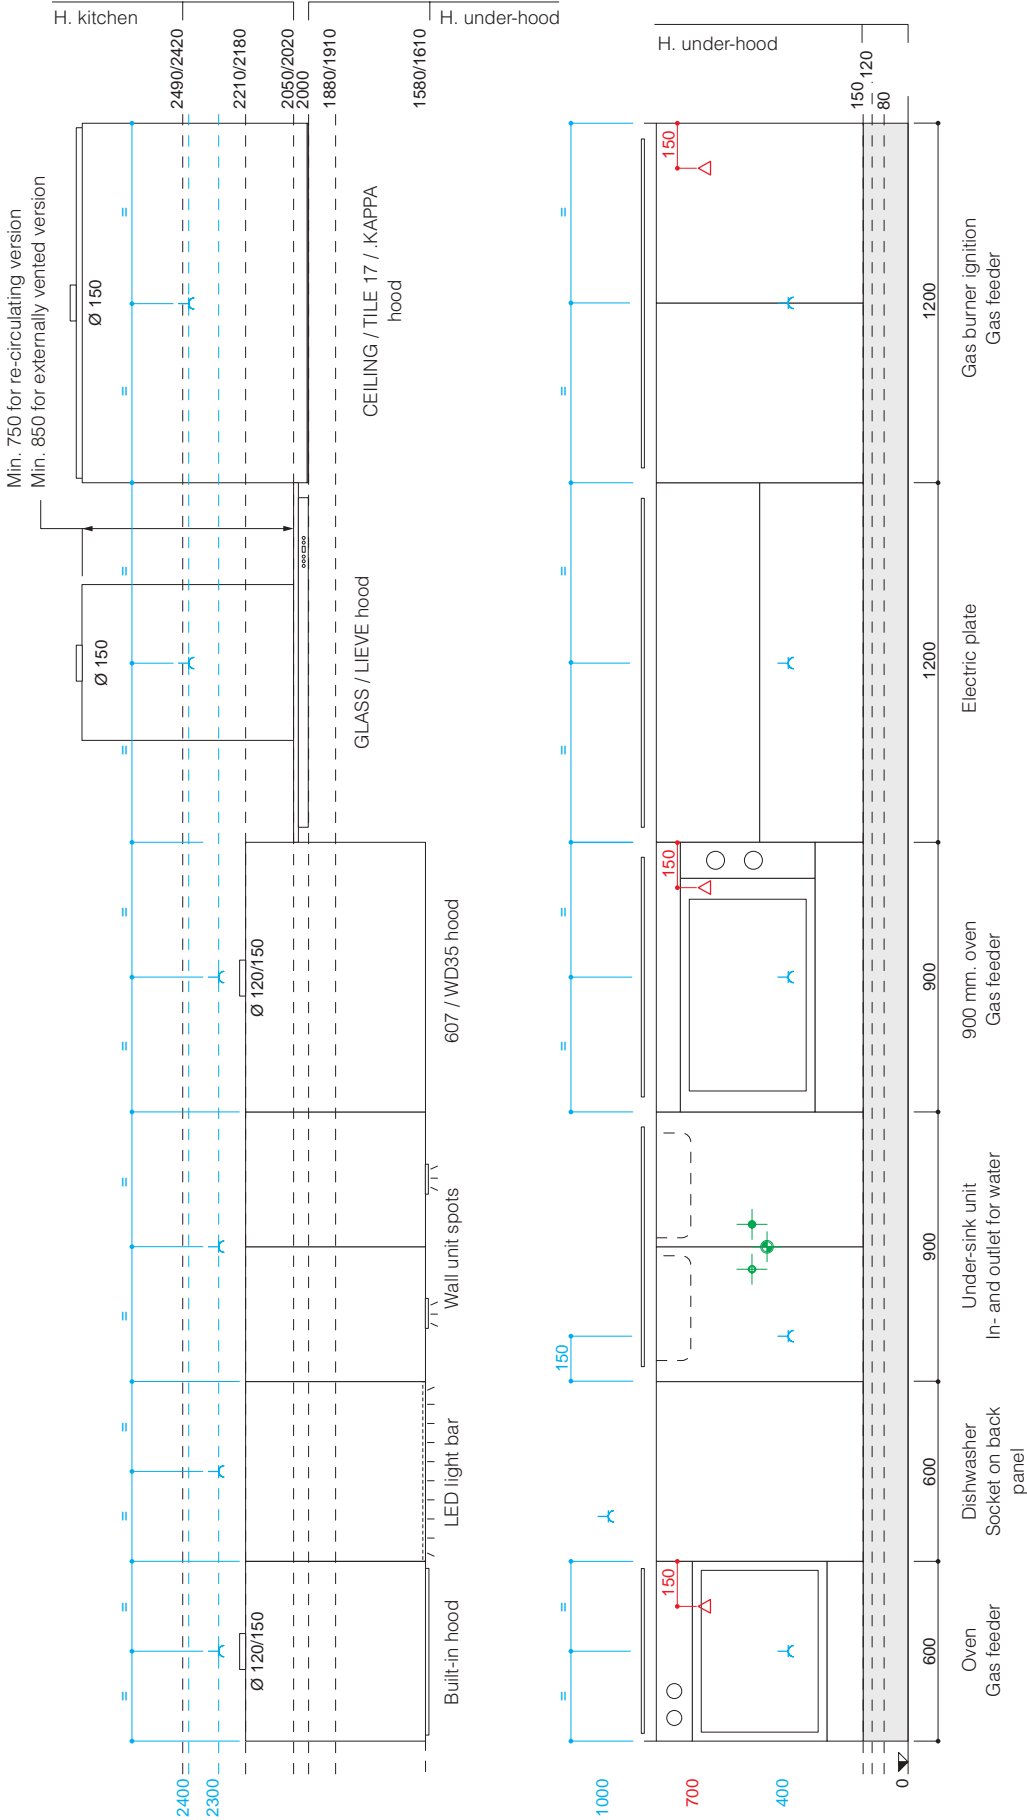 H. kitchen
H. under-hood
2490/2420
2210/2180
2050/2020
2000
1880/1910
1580/1610
Min. 750 for re-circulating version
Min. 850 for externally vented version
Ø 150
Ø 150
Ø 120/150
Ø 120/150
2400
2300
Built-in hood
LED light bar
Wall unit spots
607 / WD35 hood
GLASS / LIEVE hood
CEILING / TILE 17 / .KAPPA
hood
=
=
=
=
=
=
=
=
=
=
=
=
H. under-hood
150
120
80
0
1000
700
400
150
150
150
150
=
=
=
=
=
=
=
=
600
600
900
900
1200
1200
Oven
Gas feeder
Dishwasher
Socket on back
panel
Under-sink unit
In- and outlet for water
900 mm. oven
Gas feeder
Electric plate
Gas burner ignition
Gas feeder